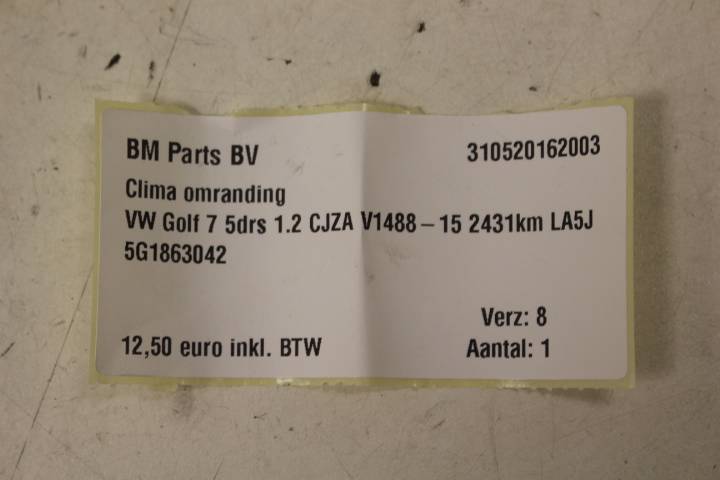 BM Parts BV 310520162003
Clima omranding
VW Golf 7 5drs 1.2 CJZA V1488 – 15 2431km LA5J
5G1863042
Verz: 8
12,50 euro inkl. BTW Aantal: 1